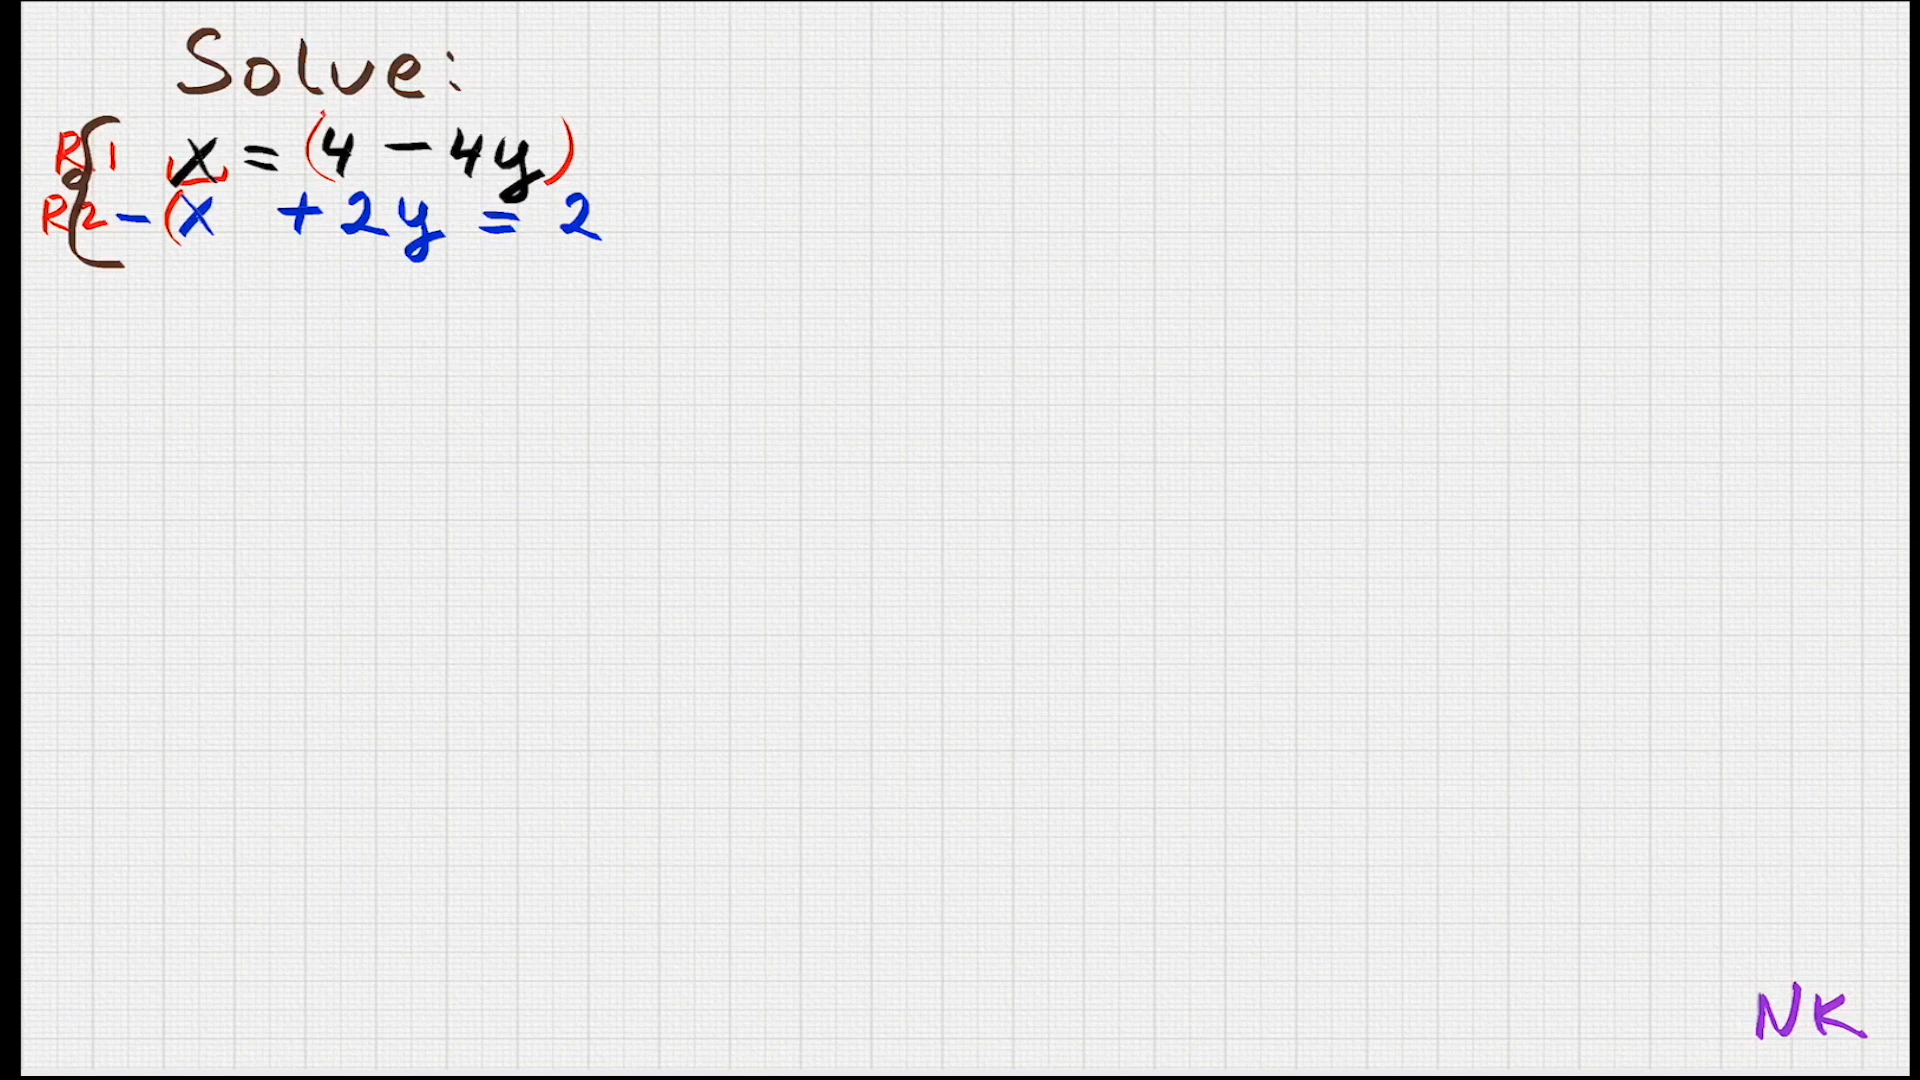 Solve:
R1 x = (4 - 4y)
R2 -(x + 2y = 2
NK